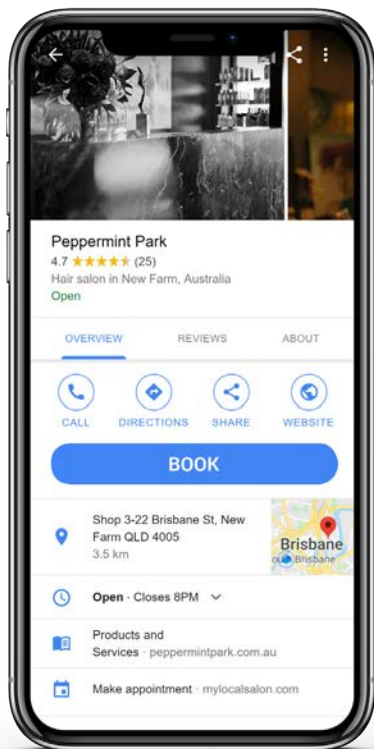 Peppermint Park
4.7 ★★★★★ (25)
Hair salon in New Farm, Australia
Open
OVERVIEW REVIEWS ABOUT
CALL DIRECTIONS SHARE WEBSITE
BOOK
Shop 3-22 Brisbane St, New
Farm QLD 4005
3.5 km
Brisbane
Brisbane
Open · Closes 8PM
Products and
Services · peppermintpark.com.au
Make appointment · mylocalsalon.com